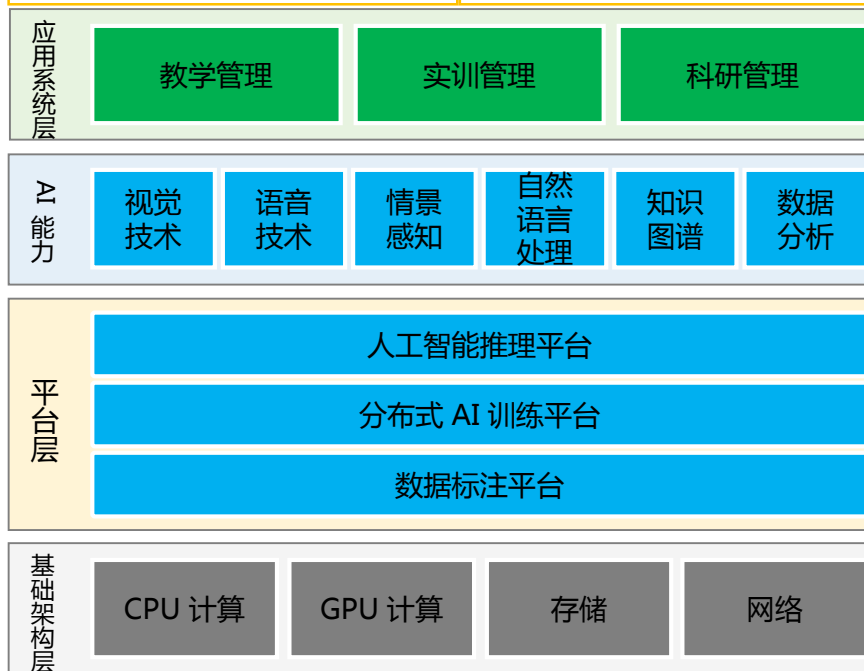 应用系统层
教学管理
实训管理
科研管理
AI 能力
视觉
技术
语音
技术
情景
感知
自然
语言
处理
知识
图谱
数据
分析
平台层
人工智能推理平台
分布式 AI 训练平台
数据标注平台
基础架构层
CPU 计算
GPU 计算
存储
网络